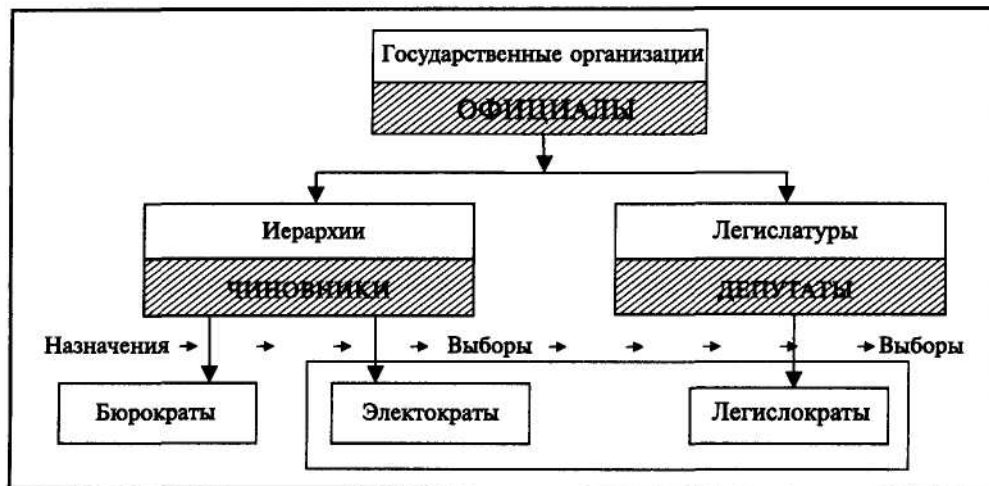 Государственные организации
ОФИЦИАЛЫ
Иерархии
Легислатуры
ЧИНОВНИКИ
ДЕПУТАТЫ
Назначения Выборы Выборы
Бюрократы
Электократы
Легислократы